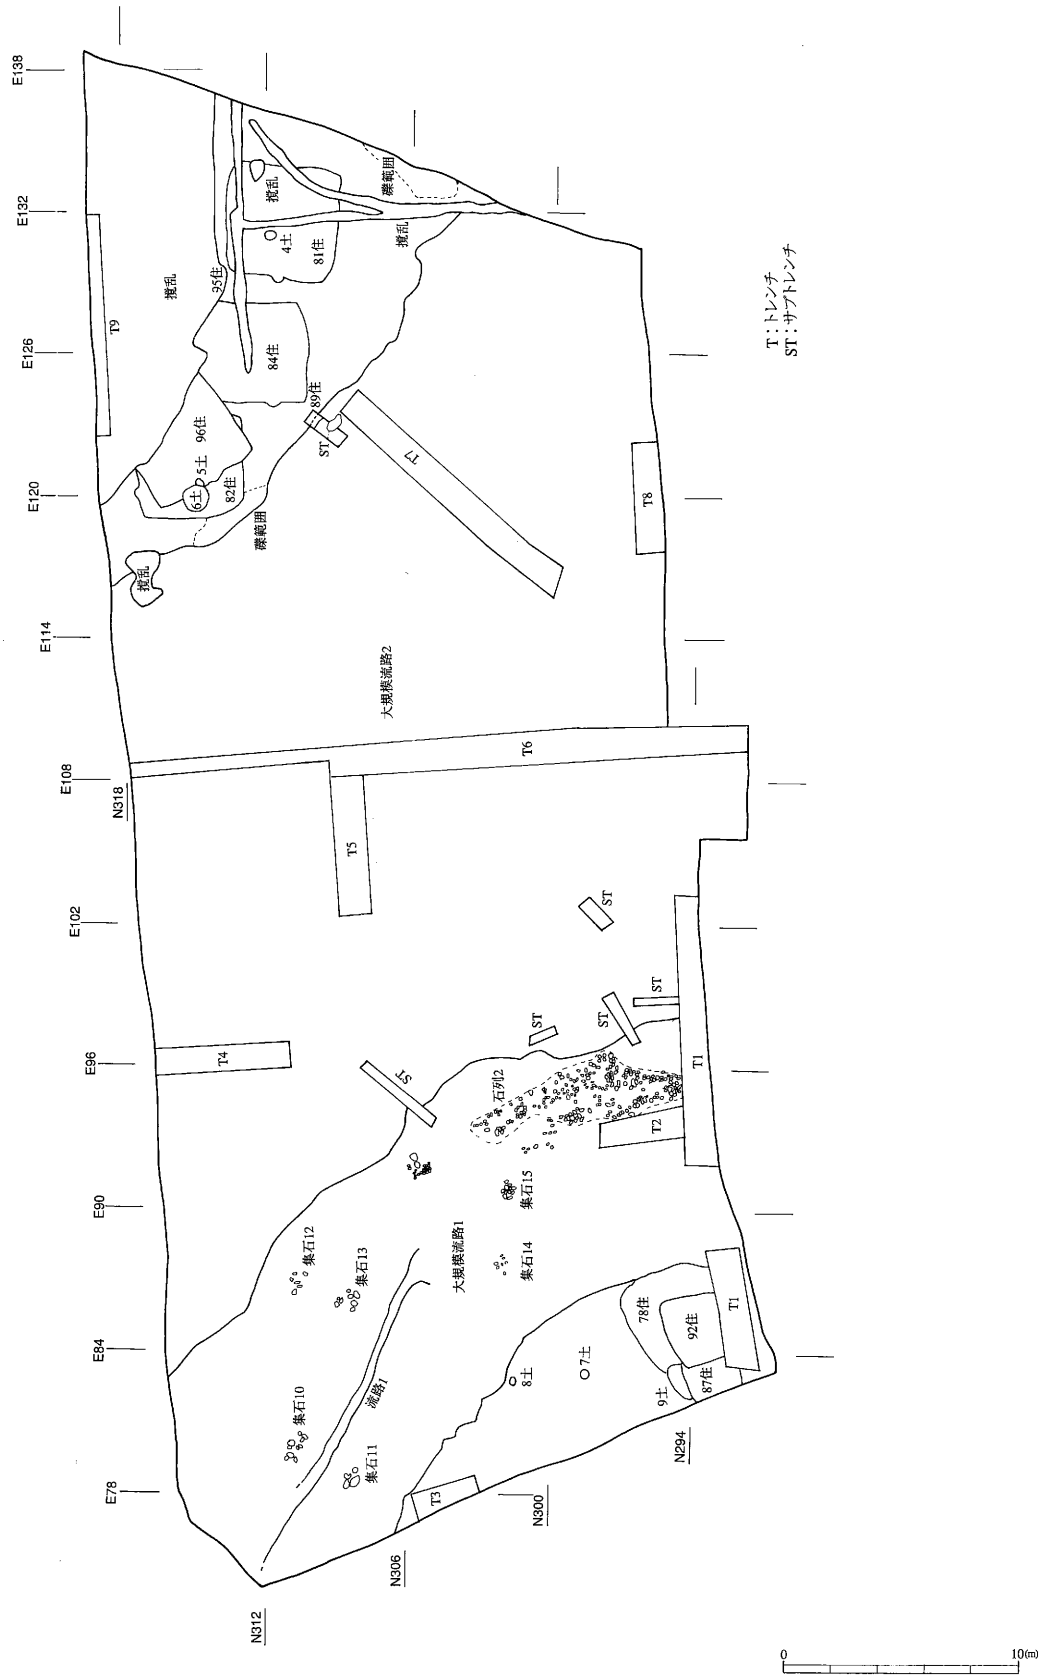 E138
E132
E126
E120
E114
E108
E102
E96
E90
E84
E78
N318
N312
N306
N300
N294
T9
攪乱
95住
攪乱
4土
81住
攪乱
礫範囲
84住
96住
5土
6土
82住
89住
ST
礫範囲
攪乱
T7
T8
大規模流路2
T6
T5
ST
T4
ST
ST
ST
ST
T1
石列2
T2
集石15
集石12
集石13
大規模流路1
集石14
流路1
集石10
集石11
T3
8土
7土
78住
92住
T1
9土
87住
T:トレンチ
ST:サブトレンチ
0 10(m)